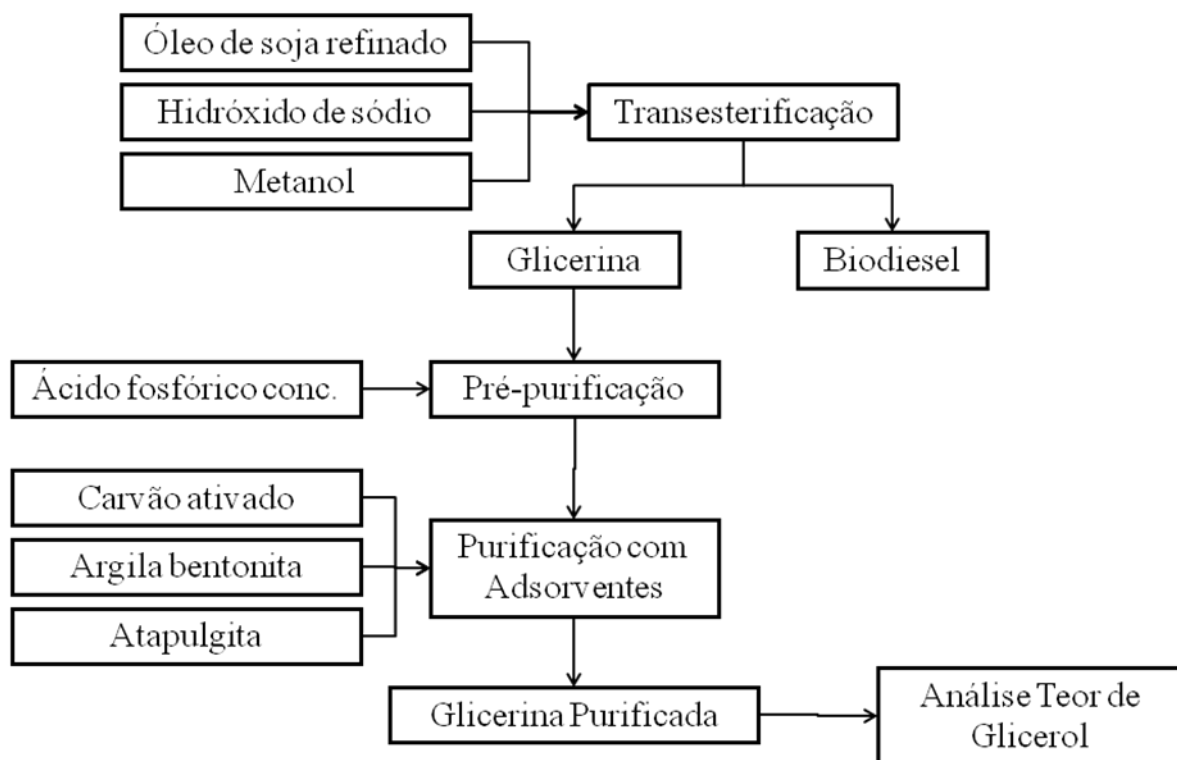 Óleo de soja refinado
Hidróxido de sódio
Metanol
Transesterificação
Glicerina
Biodiesel
Ácido fosfórico conc.
Pré-purificação
Carvão ativado
Argila bentonita
Atapulgita
Purificação com
Adsorventes
Glicerina Purificada
Análise Teor de
Glicerol